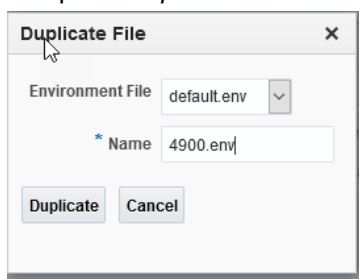 Duplicate File ×
Environment File default.env
* Name 4900.env
Duplicate Cancel